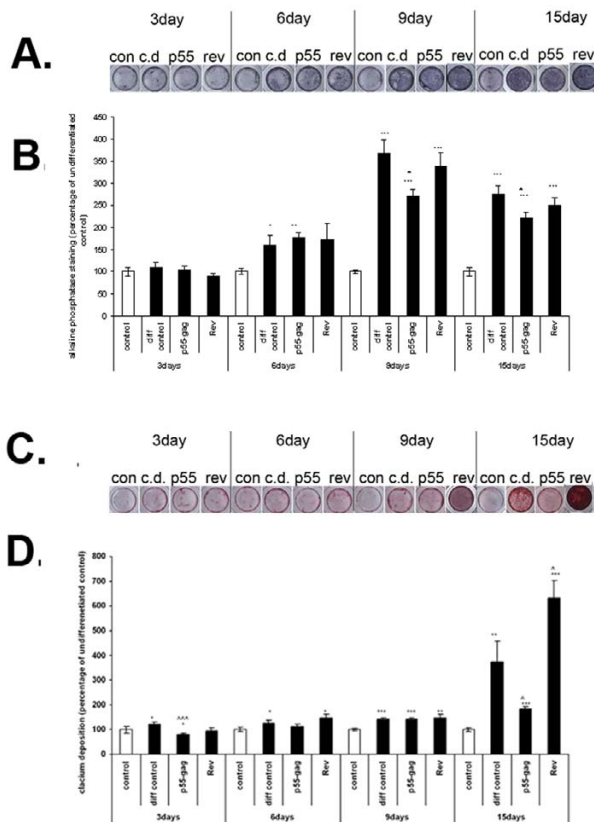 3day 6day 9day 15day
A. con c.d p55 rev con c.d p55 rev con c.d p55 rev con c.d p55 rev
B.
alkaline phosphatase staining (percentage of undifferentiated control)
450
400
350
300
250
200
150
100
50
0
* ** *** *** *** *** *** ***
control diff control p55-gag Rev control diff control p55-gag Rev control diff control p55-gag Rev control diff control p55-gag Rev
3days 6days 9days 15days
3day 6day 9day 15day
C. con c.d. p55 rev con c.d. p55 rev con c.d. p55 rev con c.d. p55 rev
D.
clacium deposition (percentage of undifferenetiated control)
800
700
600
500
400
300
200
100
0
* ^^^ * * * *** *** ** ** ^ *** ^ ***
control diff control p55-gag Rev control diff control p55-gag Rev control diff control p55-gag Rev control diff control p55-gag Rev
3days 6days 9days 15days